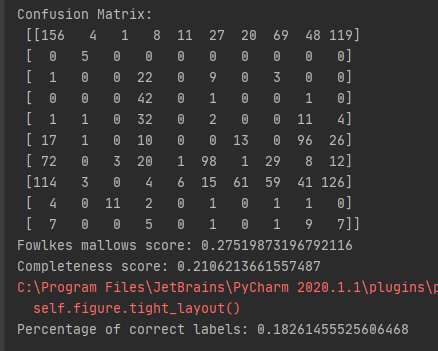 Confusion Matrix:
[[156   4   1   8  11  27  20  69  48 119]
[  0   5   0   0   0   0   0   0   0   0]
[  1   0   0  22   0   9   0   3   0   0]
[  0   0   0  42   0   1   0   0   1   0]
[  1   1   0  32   0   2   0   0  11   4]
[ 17   1   0  10   0   0  13   0  96  26]
[ 72   0   3  20   1  98   1  29   8  12]
[114   3   0   4   6  15  61  59  41 126]
[  4   0  11   2   0   1   0   1   1   0]
[  7   0   0   5   0   1   0   1   9   7]]
Fowlkes mallows score: 0.27519873196792116
Completeness score: 0.2106213661557487
C:\Program Files\JetBrains\PyCharm 2020.1.1\plugins\p
self.figure.tight_layout()
Percentage of correct labels: 0.18261455525606468